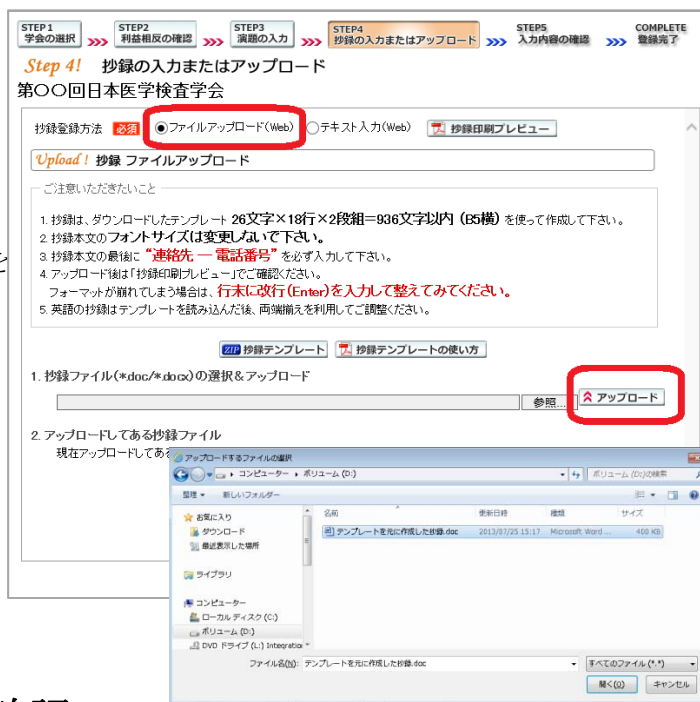 STEP1
学会の選択
STEP2
利益相反の確認
STEP3
演題の入力
STEP4
抄録の入力またはアップロード
STEP5
入力内容の確認
COMPLETE
登録完了
Step 4! 抄録の入力またはアップロード
第〇〇回日本医学検査学会
抄録登録方法 必須 ファイルアップロード(Web) テキスト入力(Web) 抄録印刷プレビュー
Upload! 抄録 ファイルアップロード
ご注意いただきたいこと
1. 抄録は、ダウンロードしたテンプレート 26文字×18行×2段組=936文字以内 (B5横) を使って作成して下さい。
2. 抄録本文のフォントサイズは変更しないで下さい。
3. 抄録本文の最後に “連絡先 ― 電話番号” を必ず入力して下さい。
4. アップロード後は「抄録印刷プレビュー」でご確認ください。
フォーマットが崩れてしまう場合は、行末に改行(Enter)を入力して整えてみてください。
5. 英語の抄録はテンプレートを読み込んだ後、両端揃えを利用してご調整ください。
ZIP 抄録テンプレート 抄録テンプレートの使い方
1. 抄録ファイル(*.doc/*.docx)の選択&アップロード
参照... アップロード
2. アップロードしてある抄録ファイル
現在アップロードしてある
アップロードするファイルの選択
コンピューター ボリューム (D:) ボリューム (D:)の検索
整理 新しいフォルダー
お気に入り
ダウンロード
最近表示した場所
ライブラリ
コンピューター
ローカル ディスク (C:)
ボリューム (D:)
DVD ドライブ (L:) Integration
名前 更新日時 種類 サイズ
テンプレートを元に作成した抄録.doc 2013/07/25 15:17 Microsoft Word ... 400 KB
ファイル名(N): テンプレートを元に作成した抄録.doc すべてのファイル (*.*)
開く(O) キャンセル